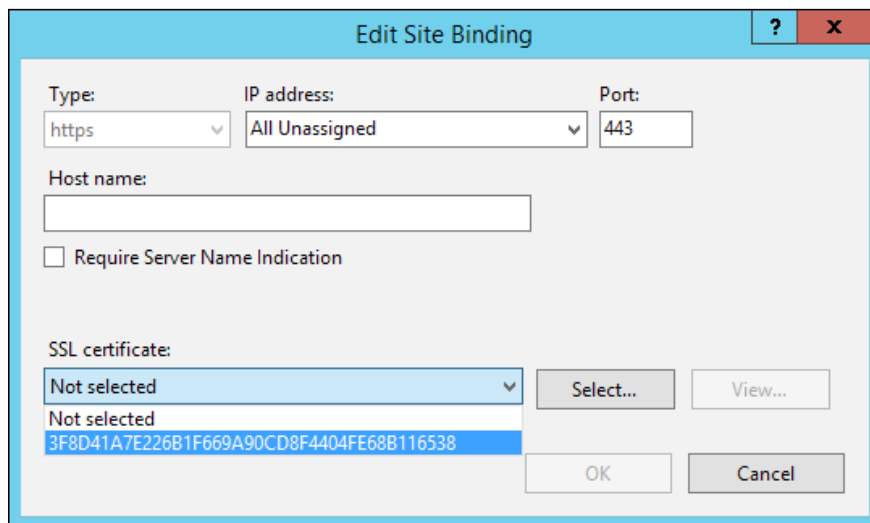 Edit Site Binding
? x
Type: IP address: Port:
https All Unassigned 443
Host name:
Require Server Name Indication
SSL certificate:
Not selected Select... View...
Not selected
3F8D41A7E226B1F669A90CD8F4404FE68B116538
OK Cancel